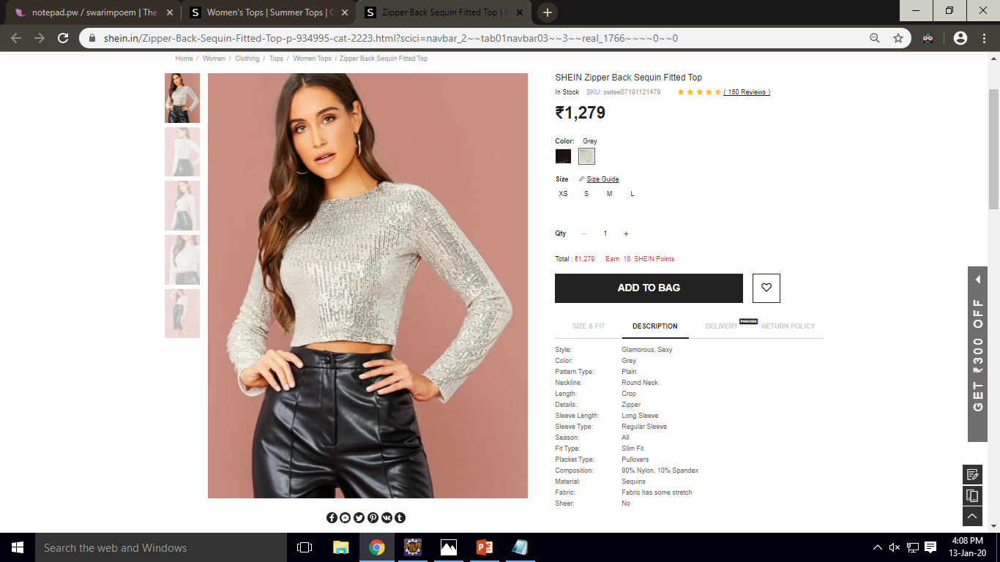 notepad.pw / swarimpoem | The
Women's Tops | Summer Tops | C
Zipper Back Sequin Fitted Top | S
shein.in/Zipper-Back-Sequin-Fitted-Top-p-934995-cat-2223.html?scici=navbar_2~~tab01navbar03~~3~~real_1766~~~~0~~0
Home / Women / Clothing / Tops / Women Tops / Zipper Back Sequin Fitted Top
SHEIN Zipper Back Sequin Fitted Top
In Stock SKU: swtee07191121479 ( 150 Reviews )
₹1,279
Color: Grey
Size Size Guide
XS S M L
Qty – 1 +
Total : ₹1,279 Earn 18 SHEIN Points
ADD TO BAG
SIZE & FIT DESCRIPTION DELIVERY PINCODE RETURN POLICY
Style: Glamorous, Sexy
Color: Grey
Pattern Type: Plain
Neckline: Round Neck
Length: Crop
Details: Zipper
Sleeve Length: Long Sleeve
Sleeve Type: Regular Sleeve
Season: All
Fit Type: Slim Fit
Placket Type: Pullovers
Composition: 90% Nylon, 10% Spandex
Material: Sequins
Fabric: Fabric has some stretch
Sheer: No
GET ₹300 OFF
Search the web and Windows
4:08 PM
13-Jan-20